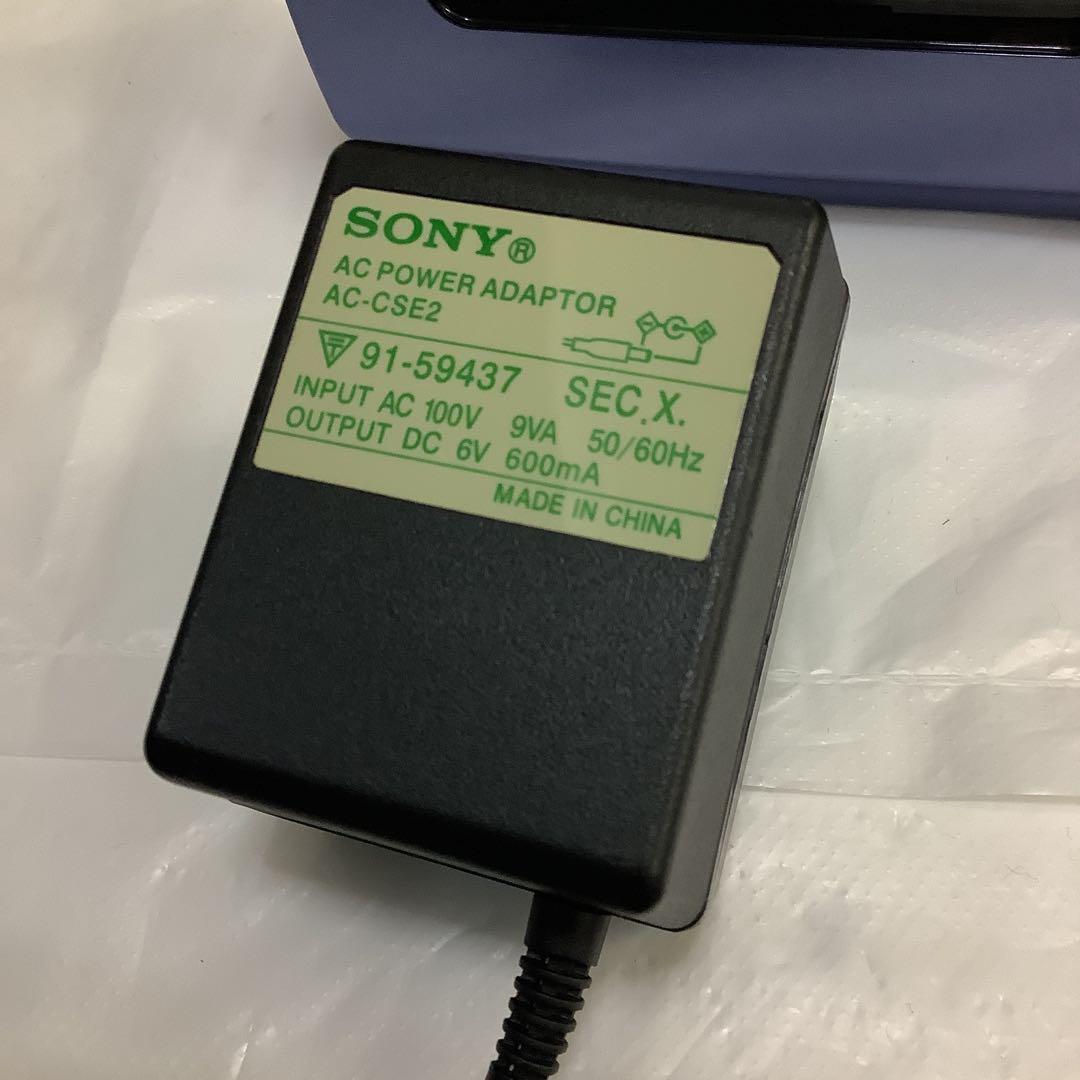 SONY®
AC POWER ADAPTOR
AC-CSE2
T 91-59437 SEC.X.
INPUT AC 100V 9VA 50/60Hz
OUTPUT DC 6V 600mA
MADE IN CHINA